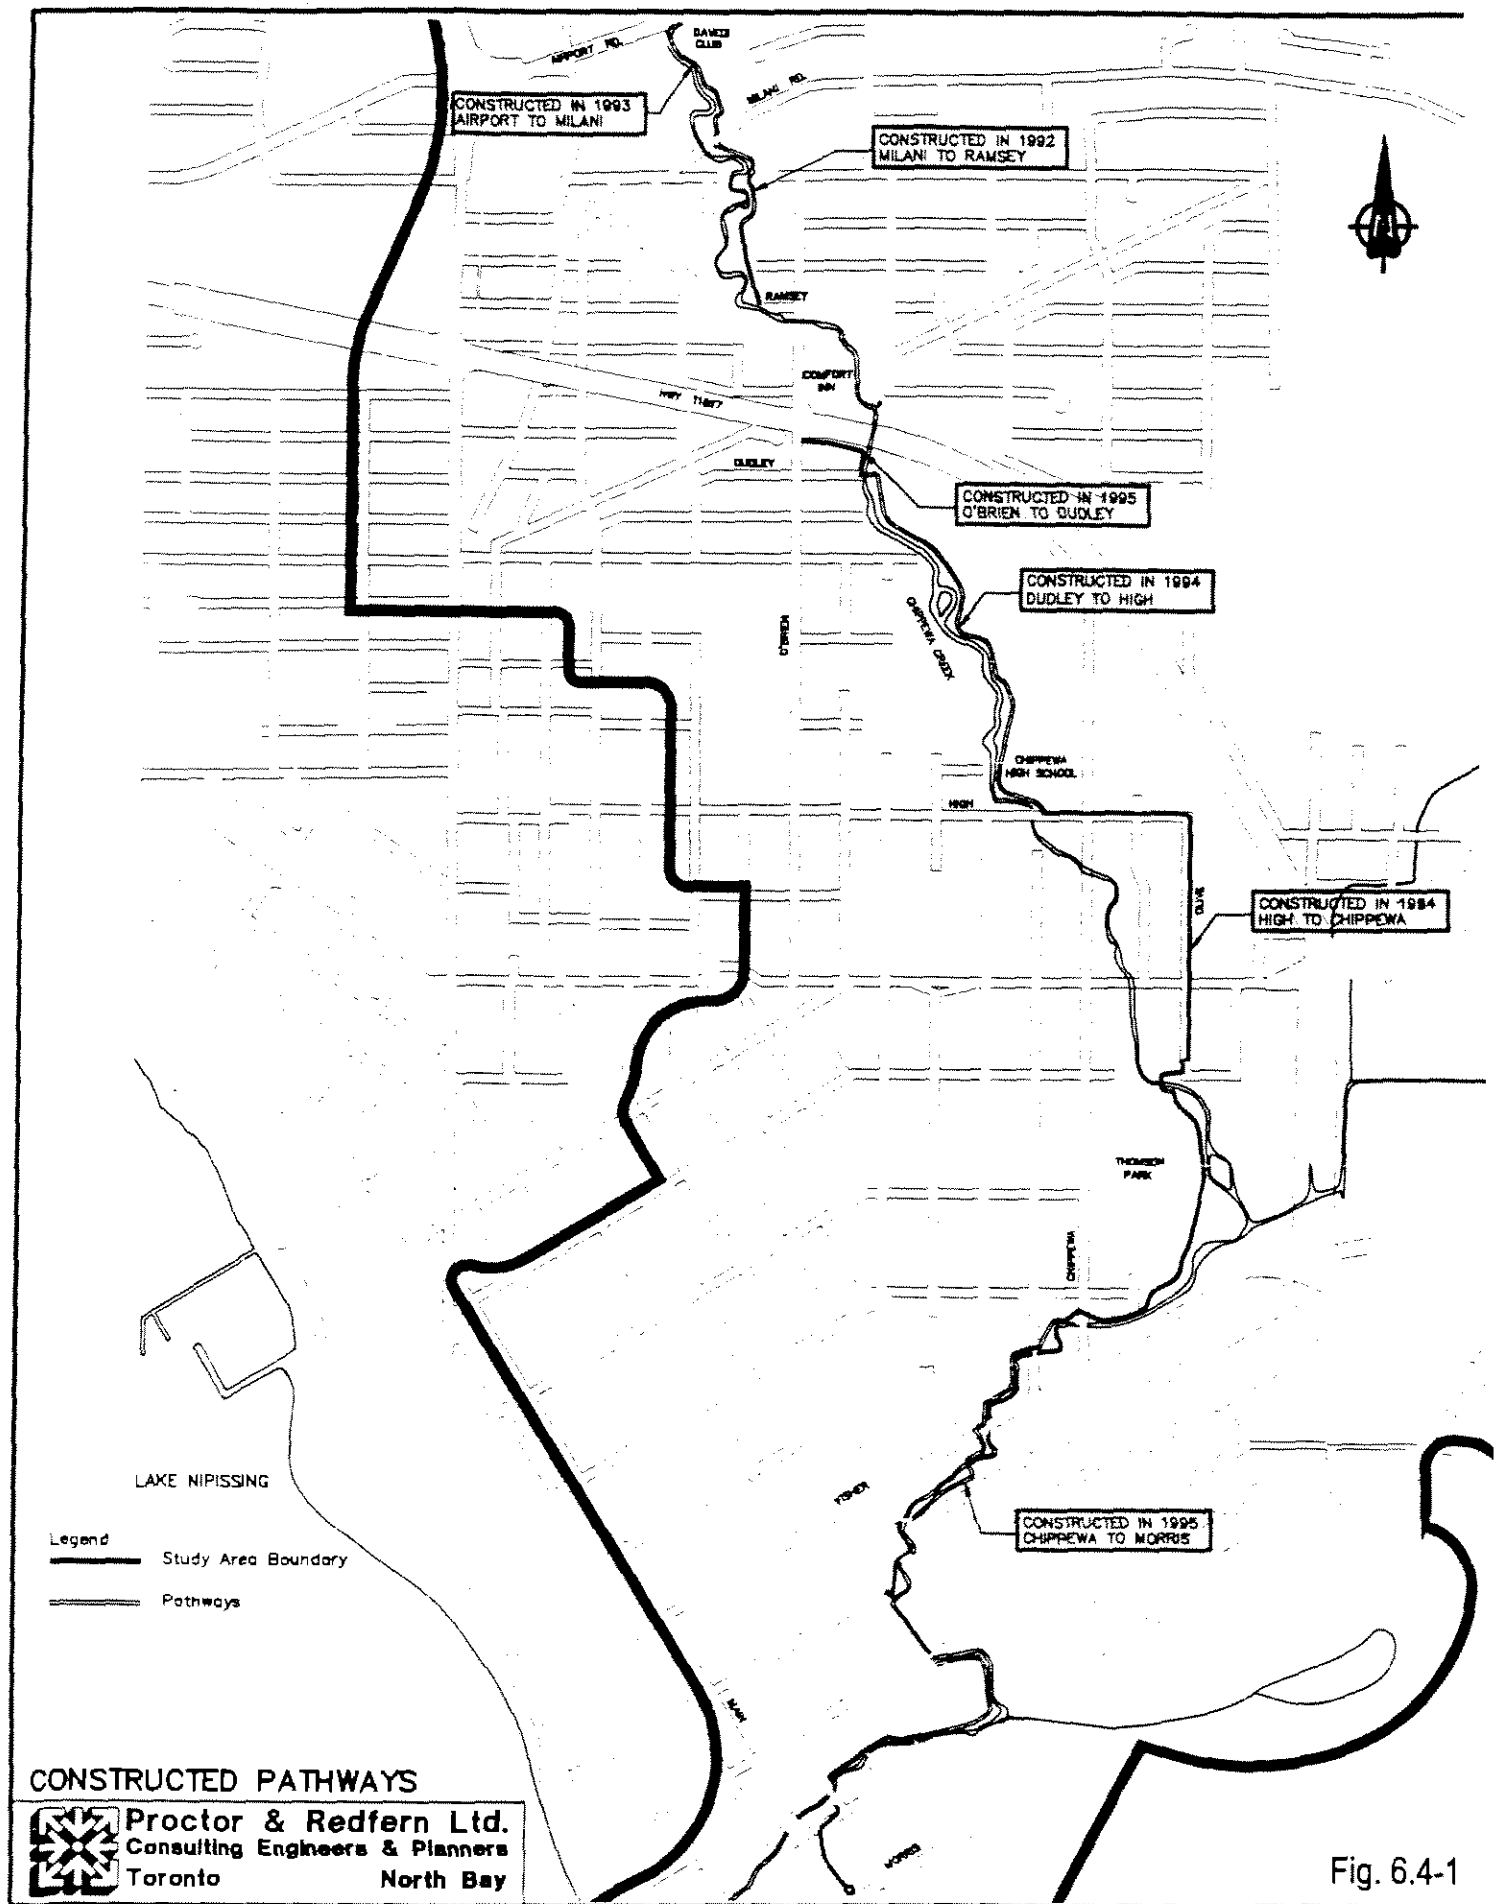 DAVEDI
CLUB
AIRPORT RD.
MILANI RD.
CONSTRUCTED IN 1993
AIRPORT TO MILANI
CONSTRUCTED IN 1992
MILANI TO RAMSEY
RAMSEY
COMFORT
INN
HWY 11&17
DUDLEY
CONSTRUCTED IN 1995
O'BRIEN TO DUDLEY
CONSTRUCTED IN 1994
DUDLEY TO HIGH
CHIPPEWA CREEK
O'BRIEN
CHIPPEWA
HIGH SCHOOL
HIGH
OLIVE
CONSTRUCTED IN 1994
HIGH TO CHIPPEWA
THOMSON
PARK
CHIPPEWA
LAKE NIPISSING
FISHER
CONSTRUCTED IN 1995
CHIPPEWA TO MORRIS
Legend
Study Area Boundary
Pathways
MAIN
MORRIS
CONSTRUCTED PATHWAYS
Proctor & Redfern Ltd.
Consulting Engineers & Planners
Toronto North Bay
Fig. 6.4-1